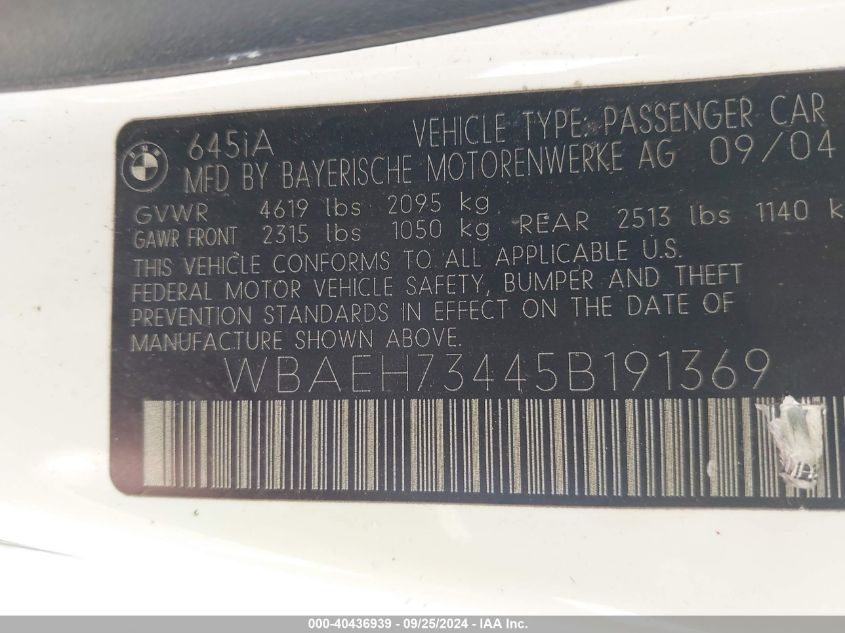 645iA VEHICLE TYPE: PASSENGER CAR
MFD BY BAYERISCHE MOTORENWERKE AG 09/04
GVWR 4619 lbs 2095 kg
GAWR FRONT 2315 lbs 1050 kg REAR 2513 lbs 1140 k
THIS VEHICLE CONFORMS TO ALL APPLICABLE U.S.
FEDERAL MOTOR VEHICLE SAFETY, BUMPER AND THEFT
PREVENTION STANDARDS IN EFFECT ON THE DATE OF
MANUFACTURE SHOWN ABOVE.
WBAEH73445B191369
000-40436939 - 09/25/2024 - IAA Inc.